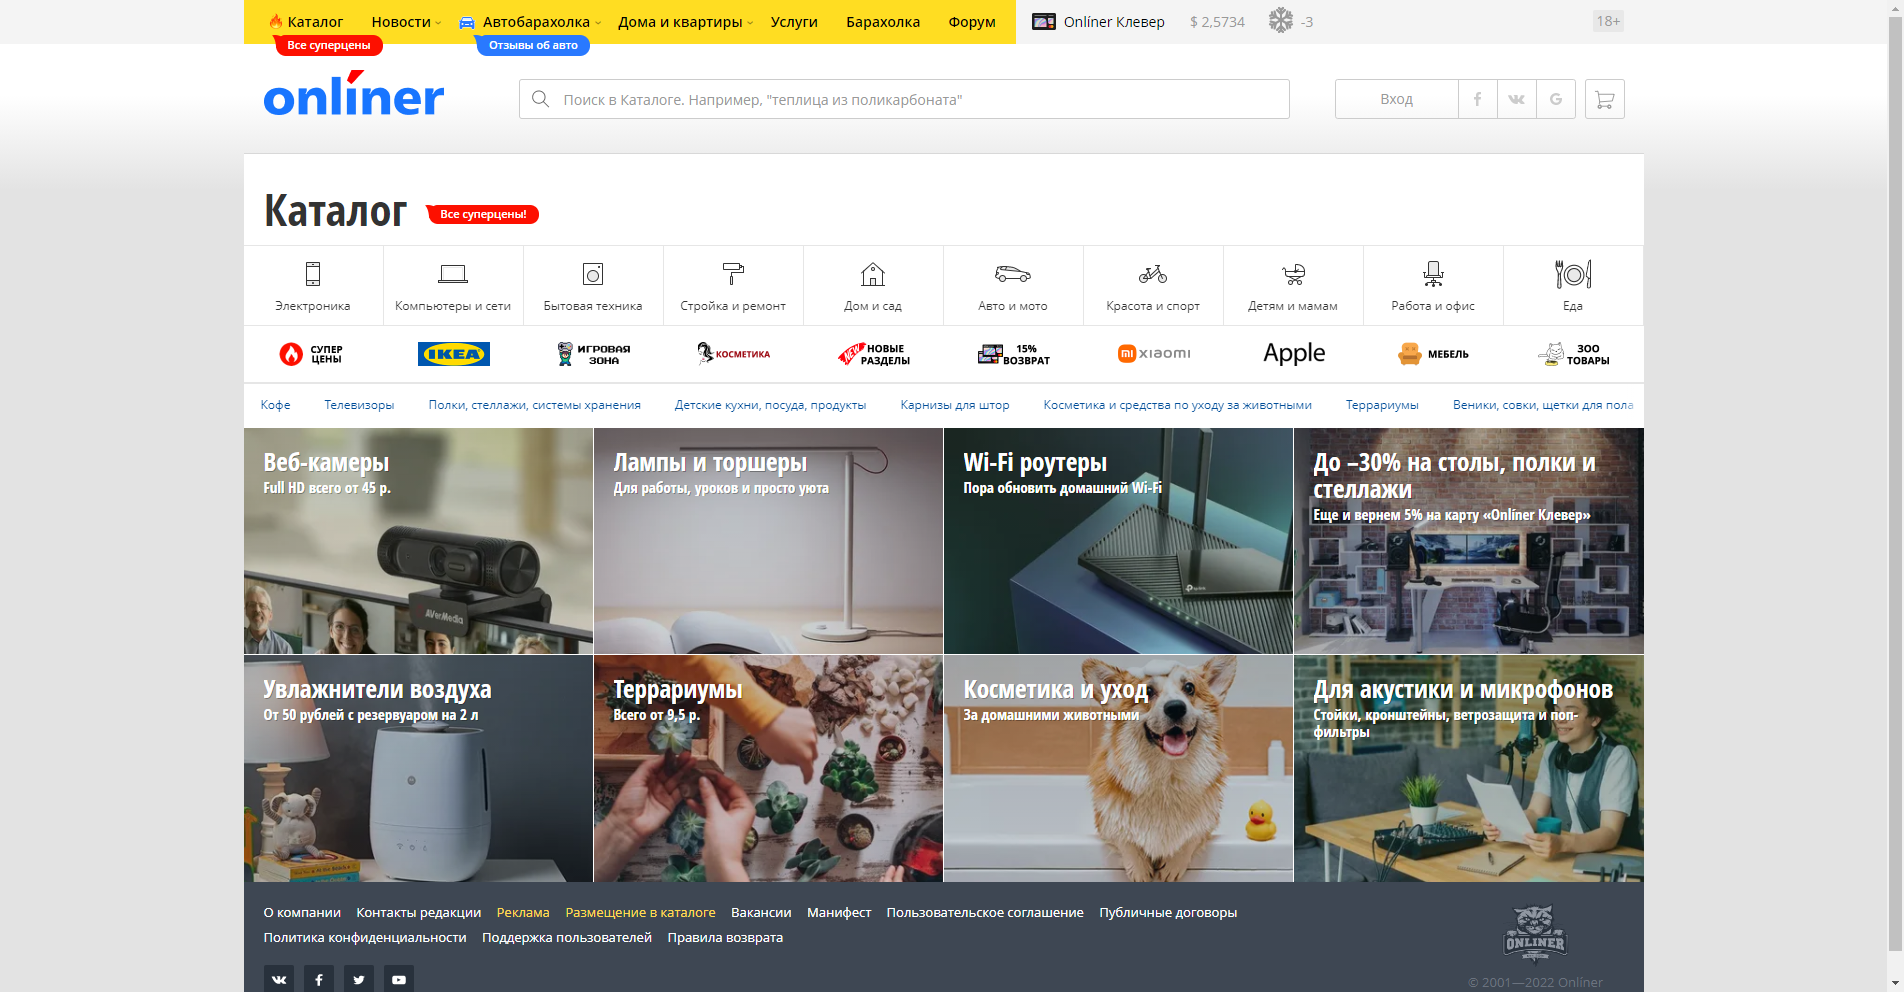 Каталог Новости Автобарахолка Дома и квартиры Услуги Барахолка Форум Onlíner Клевер $ 2,5734 -3 18+
Все суперцены Отзывы об авто
onlíner
Поиск в Каталоге. Например, "теплица из поликарбоната"
Вход
Каталог
Все суперцены!
Электроника Компьютеры и сети Бытовая техника Стройка и ремонт Дом и сад Авто и мото Красота и спорт Детям и мамам Работа и офис Еда
СУПЕР ЦЕНЫ
IKEA
ИГРОВАЯ ЗОНА
КОСМЕТИКА
NEW НОВЫЕ РАЗДЕЛЫ
15% ВОЗВРАТ
mi xiaomi
Apple
МЕБЕЛЬ
ЗОО ТОВАРЫ
Кофе Телевизоры Полки, стеллажи, системы хранения Детские кухни, посуда, продукты Карнизы для штор Косметика и средства по уходу за животными Террариумы Веники, совки, щетки для пола
Веб-камеры
Full HD всего от 45 р.
AVerMedia
Лампы и торшеры
Для работы, уроков и просто уюта
Wi-Fi роутеры
Пора обновить домашний Wi-Fi
tp-link
До –30% на столы, полки и
стеллажи
Еще и вернем 5% на карту «Onlíner Клевер»
Увлажнители воздуха
От 50 рублей с резервуаром на 2 л
Террариумы
Всего от 9,5 р.
Косметика и уход
За домашними животными
Для акустики и микрофонов
Стойки, кронштейны, ветрозащита и поп-
фильтры
О компании Контакты редакции Реклама Размещение в каталоге Вакансии Манифест Пользовательское соглашение Публичные договоры
Политика конфиденциальности Поддержка пользователей Правила возврата
ONLINER
© 2001—2022 Onlíner